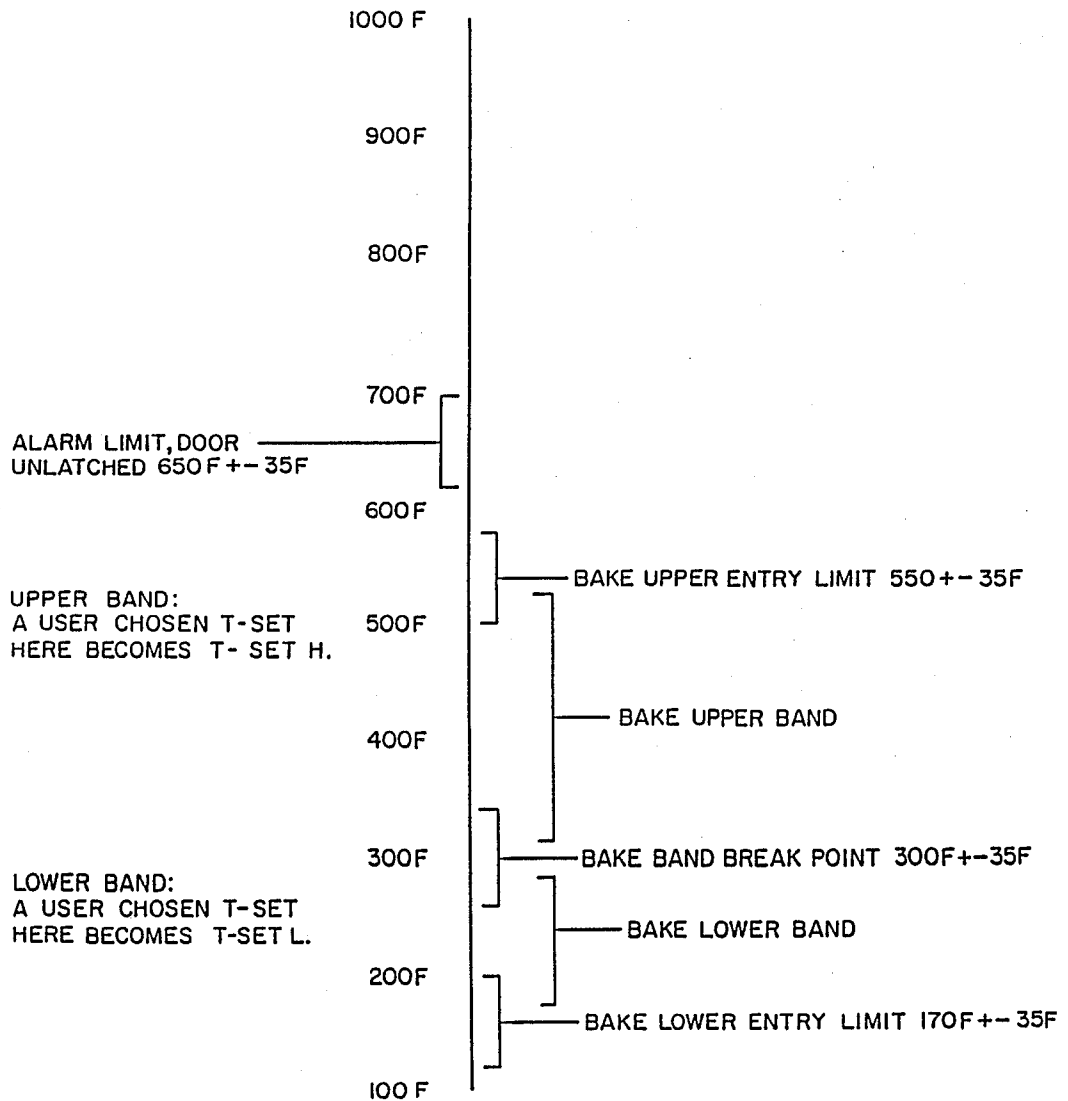 1000 F
900F
800F
700F
ALARM LIMIT, DOOR
UNLATCHED 650F +- 35F
600F
BAKE UPPER ENTRY LIMIT 550 +- 35F
UPPER BAND:
A USER CHOSEN T-SET
HERE BECOMES T- SET H.
500F
BAKE UPPER BAND
400F
300F
BAKE BAND BREAK POINT 300F+-35F
LOWER BAND:
A USER CHOSEN T-SET
HERE BECOMES T-SET L.
BAKE LOWER BAND
200F
BAKE LOWER ENTRY LIMIT 170F+-35F
100 F